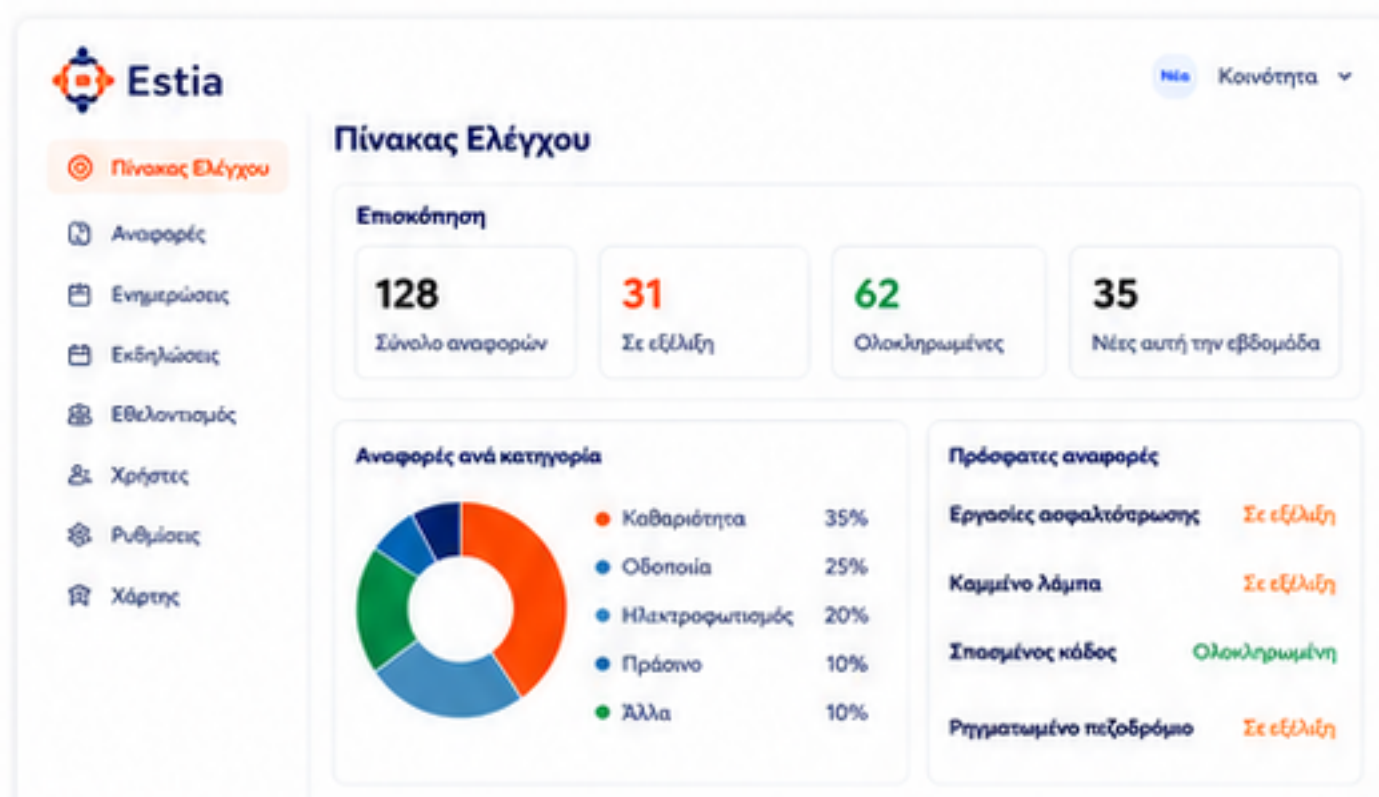 Estia
Νέα Κοινότητα
Πίνακας Ελέγχου
Αναφορές
Ενημερώσεις
Εκδηλώσεις
Εθελοντισμός
Χρήστες
Ρυθμίσεις
Χάρτης
Πίνακας Ελέγχου
Επισκόπηση
128
Σύνολο αναφορών
31
Σε εξέλιξη
62
Ολοκληρωμένες
35
Νέες αυτή την εβδομάδα
Αναφορές ανά κατηγορία
Καθαριότητα 35%
Οδοποιία 25%
Ηλεκτροφωτισμός 20%
Πράσινο 10%
Άλλα 10%
Πρόσφατες αναφορές
Εργασίες ασφαλτόστρωσης Σε εξέλιξη
Καμμένο λάμπα Σε εξέλιξη
Σπασμένος κάδος Ολοκληρωμένη
Ρηγματωμένο πεζοδρόμιο Σε εξέλιξη